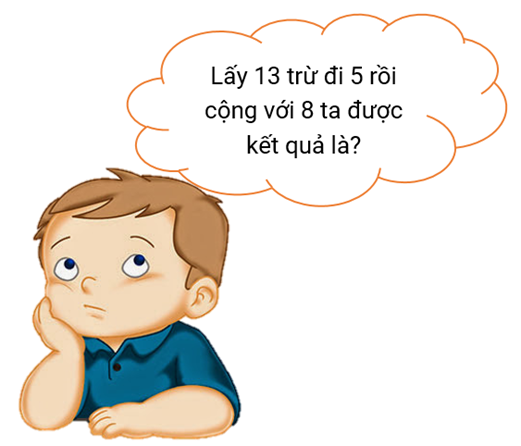 Lấy 13 trừ đi 5 rồi
cộng với 8 ta được
kết quả là?